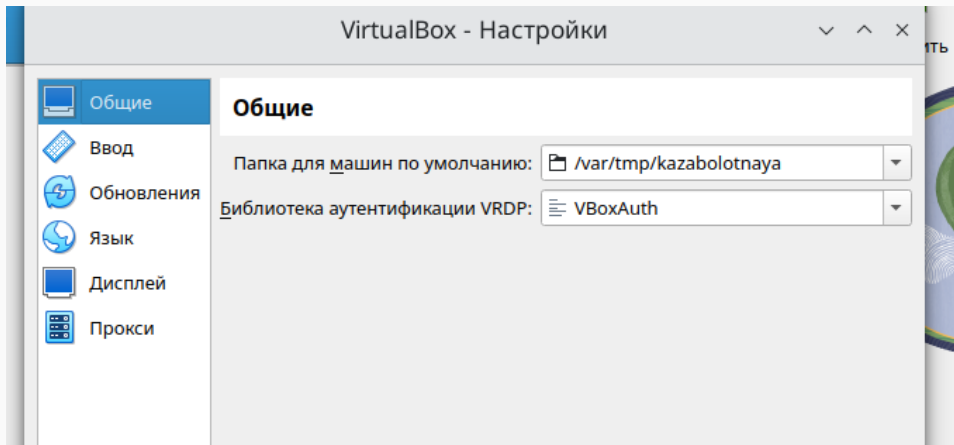 VirtualBox - Настройки
ить
Общие
Ввод
Обновления
Язык
Дисплей
Прокси
Общие
Папка для машин по умолчанию: /var/tmp/kazabolotnaya
Библиотека аутентификации VRDP: VBoxAuth